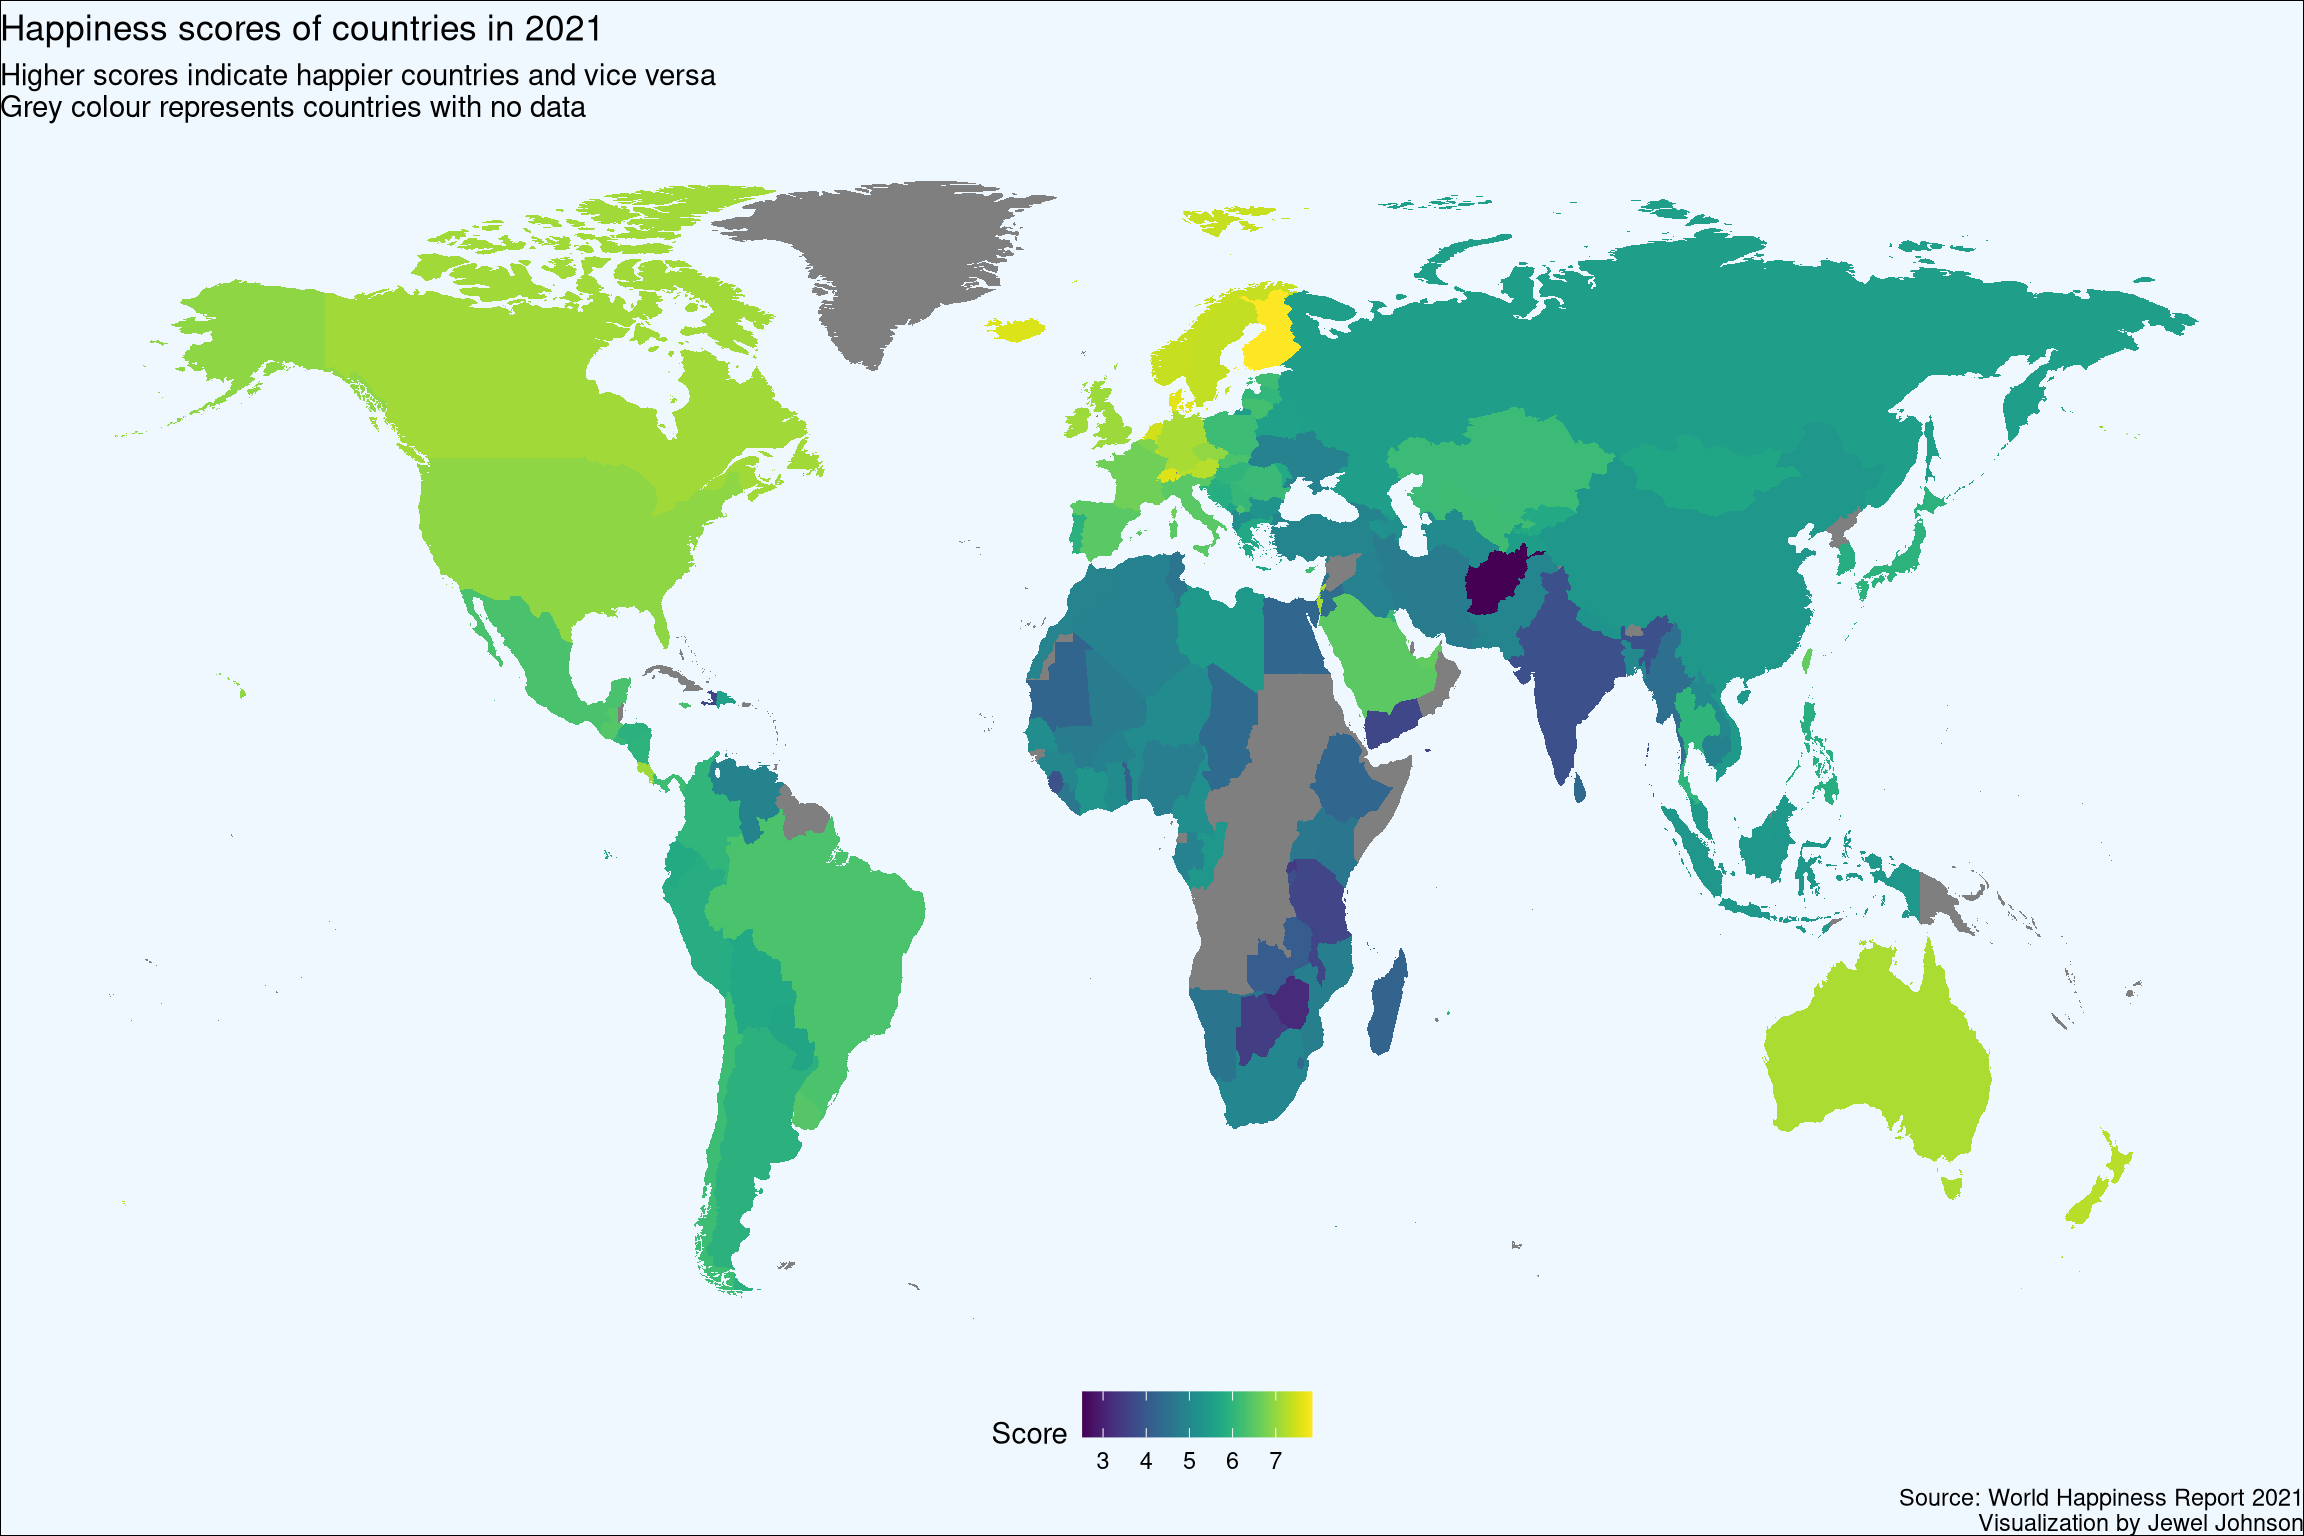 Happiness scores of countries in 2021
Higher scores indicate happier countries and vice versa
Grey colour represents countries with no data
Score
3 4 5 6 7
Source: World Happiness Report 2021
Visualization by Jewel Johnson